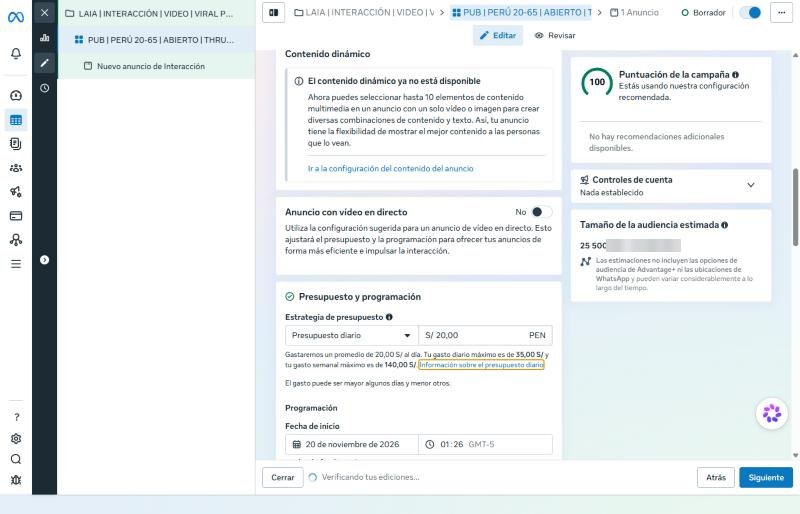 LAIA | INTERACCIÓN | VIDEO | VIRAL P...
PUB | PERÚ 20-65 | ABIERTO | THRU...
Nuevo anuncio de Interacción
LAIA | INTERACCIÓN | VIDEO | V
PUB | PERÚ 20-65 | ABIERTO | T
1 Anuncio
Borrador
Editar
Revisar
Contenido dinámico
El contenido dinámico ya no está disponible
Ahora puedes seleccionar hasta 10 elementos de contenido
multimedia en un anuncio con un solo vídeo o imagen para crear
diversas combinaciones de contenido y texto. Así, tu anuncio
tiene la flexibilidad de mostrar el mejor contenido a las personas
que lo vean.
Ir a la configuración del contenido del anuncio
Anuncio con vídeo en directo
No
Utiliza la configuración sugerida para un anuncio de vídeo en directo. Esto
ajustará el presupuesto y la programación para ofrecer tus anuncios de
forma más eficiente e impulsar la interacción.
Presupuesto y programación
Estrategia de presupuesto
Presupuesto diario
S/ 20,00
PEN
Gastaremos un promedio de 20,00 S/ al día. Tu gasto diario máximo es de 35,00 S/ y
tu gasto semanal máximo es de 140,00 S/. Información sobre el presupuesto diario
El gasto puede ser mayor algunos días y menor otros.
Programación
Fecha de inicio
20 de noviembre de 2026
01:26 GMT-5
100
Puntuación de la campaña
Estás usando nuestra configuración
recomendada.
No hay recomendaciones adicionales
disponibles.
Controles de cuenta
Nada establecido
Tamaño de la audiencia estimada
25 500
Las estimaciones no incluyen las opciones de
audiencia de Advantage+ ni las ubicaciones de
WhatsApp y pueden variar considerablemente a lo
largo del tiempo.
Cerrar
Verificando tus ediciones...
Atrás
Siguiente